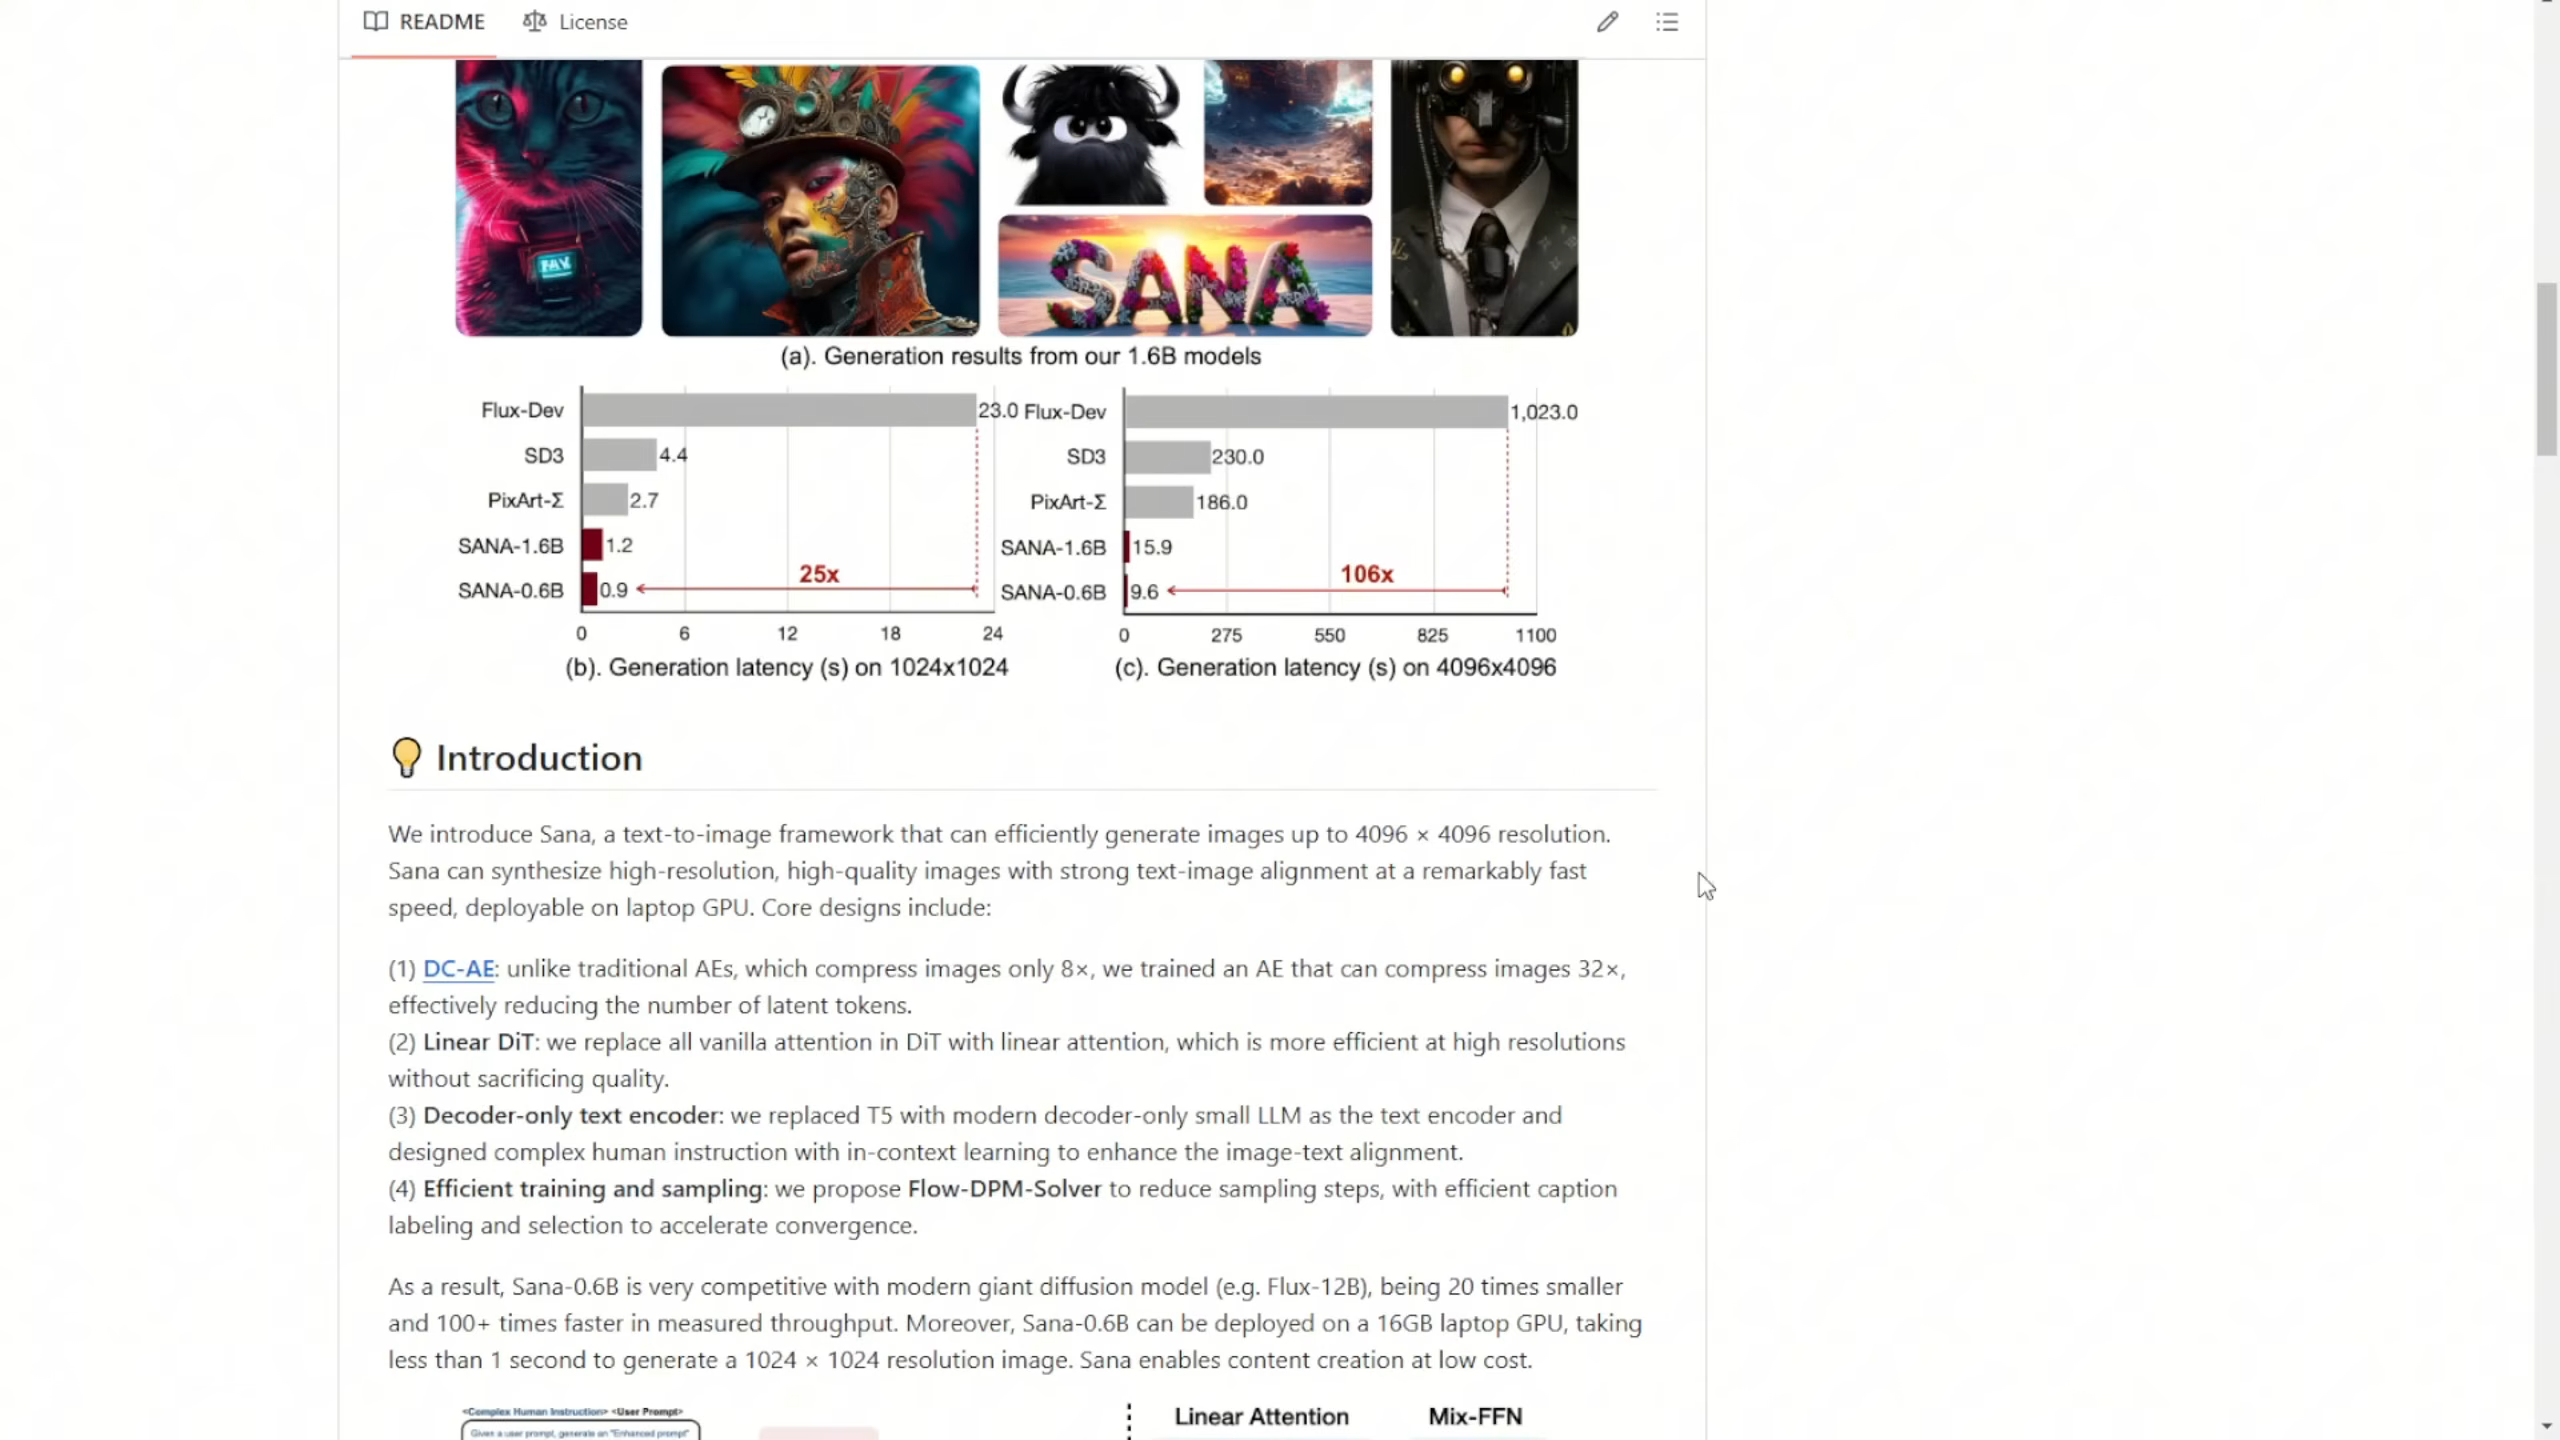 README
License
FAV
SANA
(a). Generation results from our 1.6B models
Flux-Dev 23.0
SD3 4.4
PixArt-Σ 2.7
SANA-1.6B 1.2
SANA-0.6B 0.9
25x
0 6 12 18 24
(b). Generation latency (s) on 1024x1024
Flux-Dev 1,023.0
SD3 230.0
PixArt-Σ 186.0
SANA-1.6B 15.9
SANA-0.6B 9.6
106x
0 275 550 825 1100
(c). Generation latency (s) on 4096x4096
Introduction
We introduce Sana, a text-to-image framework that can efficiently generate images up to 4096 × 4096 resolution.
Sana can synthesize high-resolution, high-quality images with strong text-image alignment at a remarkably fast
speed, deployable on laptop GPU. Core designs include:
(1) DC-AE: unlike traditional AEs, which compress images only 8×, we trained an AE that can compress images 32×,
effectively reducing the number of latent tokens.
(2) Linear DiT: we replace all vanilla attention in DiT with linear attention, which is more efficient at high resolutions
without sacrificing quality.
(3) Decoder-only text encoder: we replaced T5 with modern decoder-only small LLM as the text encoder and
designed complex human instruction with in-context learning to enhance the image-text alignment.
(4) Efficient training and sampling: we propose Flow-DPM-Solver to reduce sampling steps, with efficient caption
labeling and selection to accelerate convergence.
As a result, Sana-0.6B is very competitive with modern giant diffusion model (e.g. Flux-12B), being 20 times smaller
and 100+ times faster in measured throughput. Moreover, Sana-0.6B can be deployed on a 16GB laptop GPU, taking
less than 1 second to generate a 1024 × 1024 resolution image. Sana enables content creation at low cost.
<Complex Human Instruction> <User Prompt>
Given a user prompt, generate an "Enhanced prompt"
Linear Attention
Mix-FFN